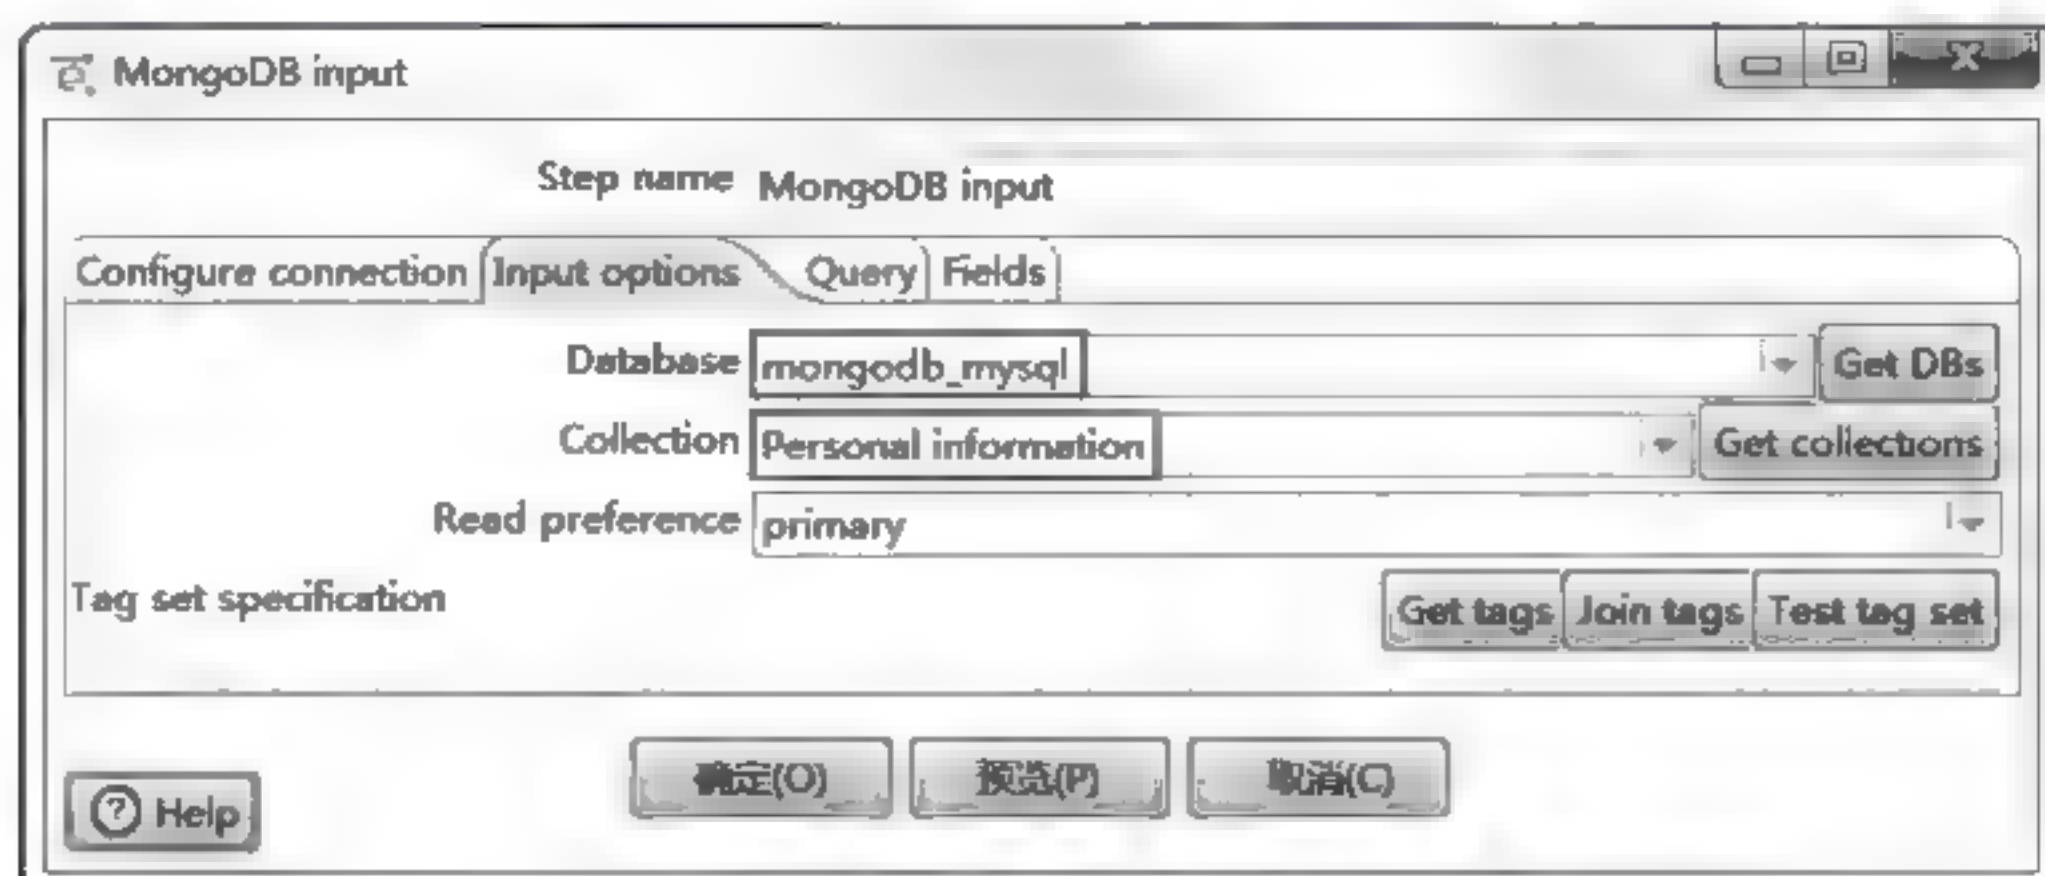 MongoDB input
Step name MongoDB input
Configure connection Input options Query Fields
Database mongodb_mysql Get DBs
Collection Personal information Get collections
Read preference primary
Tag set specification Get tags Join tags Test tag set
确定(O) 预览(P) 取消(C)
Help